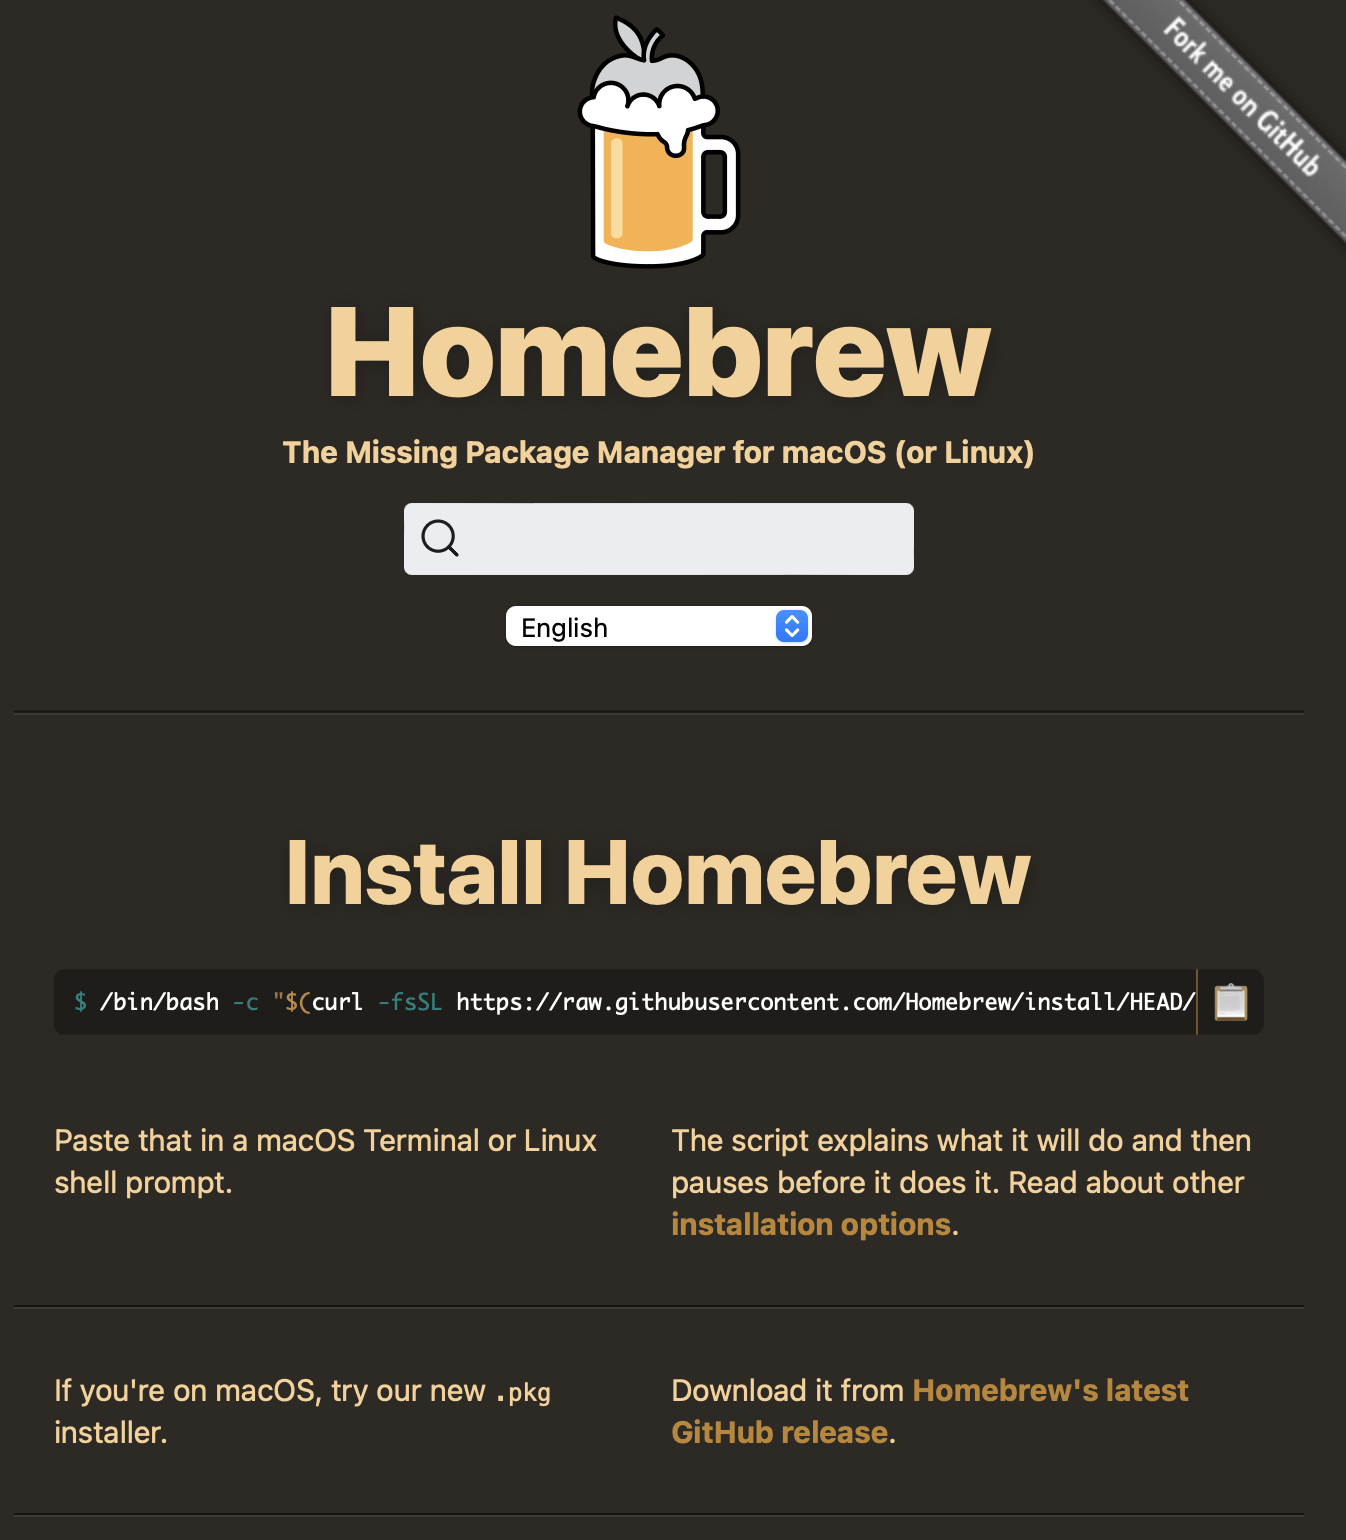 Fork me on GitHub
Homebrew
The Missing Package Manager for macOS (or Linux)
English
Install Homebrew
$ /bin/bash -c "$(curl -fsSL https://raw.githubusercontent.com/Homebrew/install/HEAD/
Paste that in a macOS Terminal or Linux
shell prompt.
The script explains what it will do and then
pauses before it does it. Read about other
installation options.
If you're on macOS, try our new .pkg
installer.
Download it from Homebrew's latest
GitHub release.